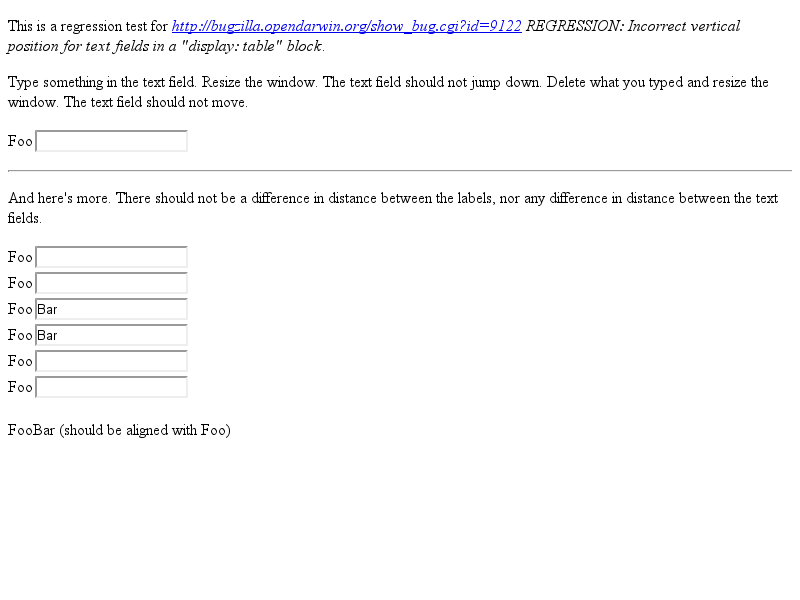 This is a regression test for http://bugzilla.opendarwin.org/show_bug.cgi?id=9122 REGRESSION: Incorrect vertical
position for text fields in a "display: table" block.
Type something in the text field. Resize the window. The text field should not jump down. Delete what you typed and resize the
window. The text field should not move.
Foo
And here's more. There should not be a difference in distance between the labels, nor any difference in distance between the text
fields.
Foo
Foo
Foo Bar
Foo Bar
Foo
Foo
FooBar (should be aligned with Foo)